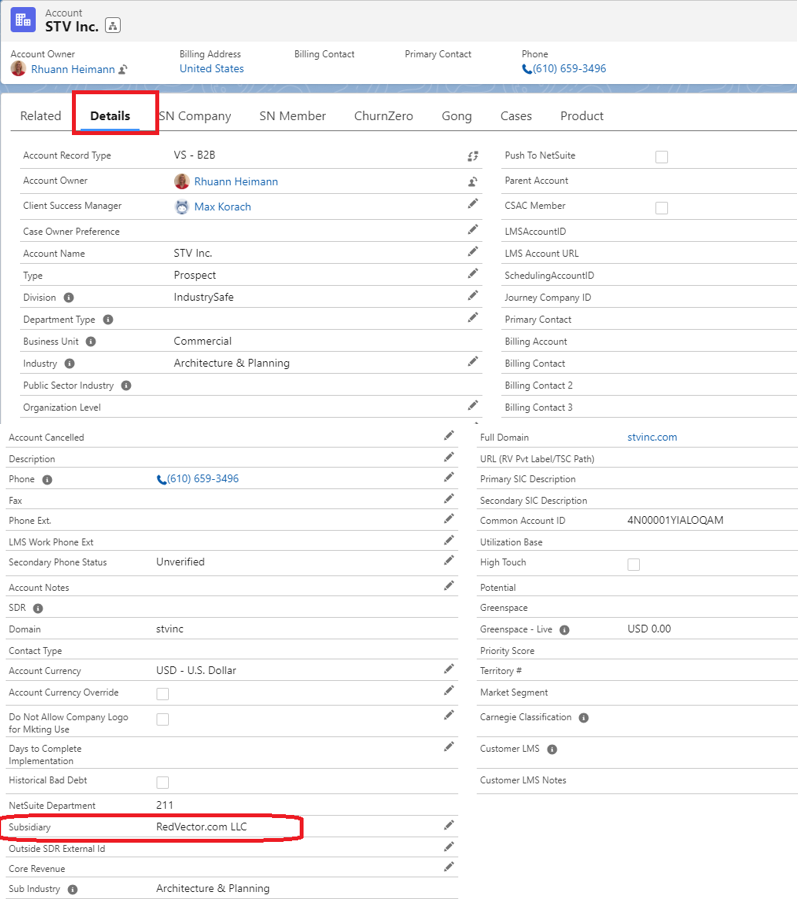 Account
STV Inc.
Account Owner
Rhuann Heimann
Billing Address
United States
Billing Contact
Primary Contact
Phone
(610) 659-3496
Related Details SN Company SN Member ChurnZero Gong Cases Product
Account Record Type VS - B2B
Account Owner Rhuann Heimann
Client Success Manager Max Korach
Case Owner Preference
Account Name STV Inc.
Type Prospect
Division IndustrySafe
Department Type
Business Unit Commercial
Industry Architecture & Planning
Public Sector Industry
Organization Level
Push To NetSuite
Parent Account
CSAC Member
LMSAccountID
LMS Account URL
SchedulingAccountID
Journey Company ID
Primary Contact
Billing Account
Billing Contact
Billing Contact 2
Billing Contact 3
Account Cancelled
Description
Phone (610) 659-3496
Fax
Phone Ext.
LMS Work Phone Ext
Secondary Phone Status Unverified
Account Notes
SDR
Domain stvinc
Contact Type
Account Currency USD - U.S. Dollar
Account Currency Override
Do Not Allow Company Logo
for Mkting Use
Days to Complete
Implementation
Historical Bad Debt
NetSuite Department 211
Subsidiary RedVector.com LLC
Outside SDR External Id
Core Revenue
Sub Industry Architecture & Planning
Full Domain stvinc.com
URL (RV Pvt Label/TSC Path)
Primary SIC Description
Secondary SIC Description
Common Account ID 4N00001YIALOQAM
Utilization Base
High Touch
Potential
Greenspace
Greenspace - Live USD 0.00
Priority Score
Territory #
Market Segment
Carnegie Classification
Customer LMS
Customer LMS Notes